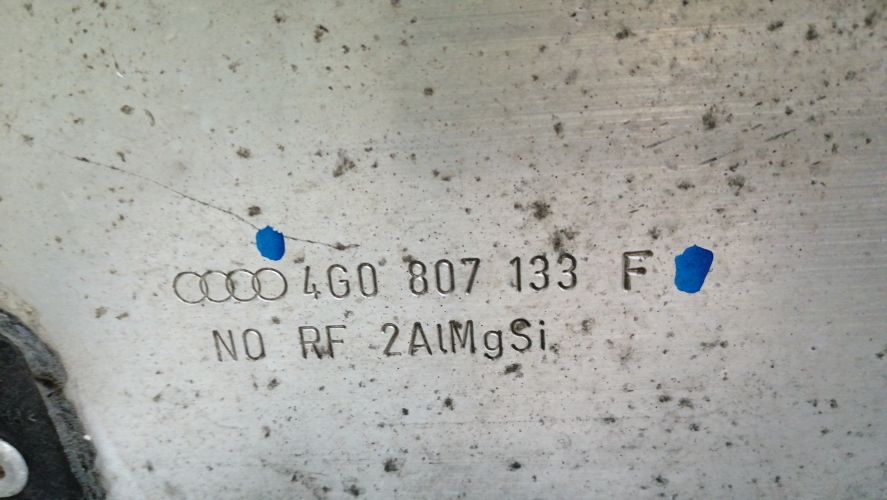 4G0 807 133 F
NO RF 2AlMgSi